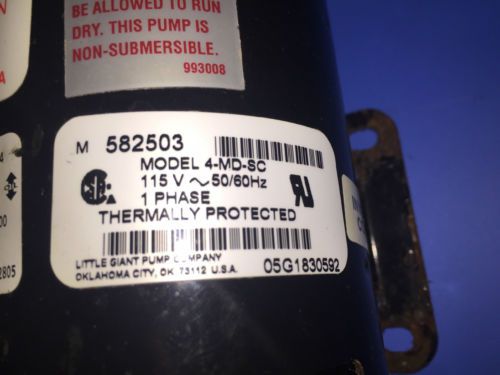 BE ALLOWED TO RUN
DRY. THIS PUMP IS
NON-SUBMERSIBLE.
993008
M 582503
MODEL 4-MD-SC
115 V ~ 50/60Hz
1 PHASE
THERMALLY PROTECTED
LITTLE GIANT PUMP COMPANY
OKLAHOMA CITY, OK 73112 U.S.A.
05G1830592
2805